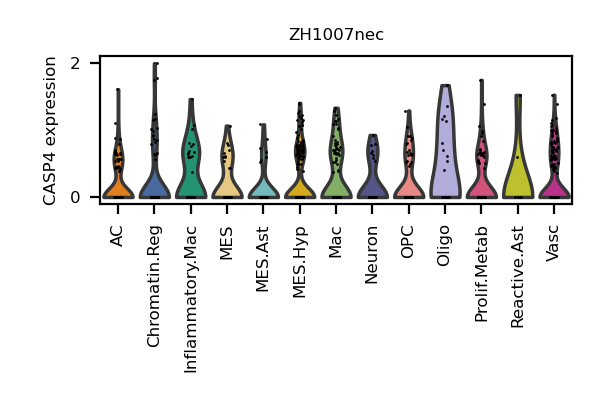 ZH1007nec
CASP4 expression
2
0
AC
Chromatin.Reg
Inflammatory.Mac
MES
MES.Ast
MES.Hyp
Mac
Neuron
OPC
Oligo
Prolif.Metab
Reactive.Ast
Vasc